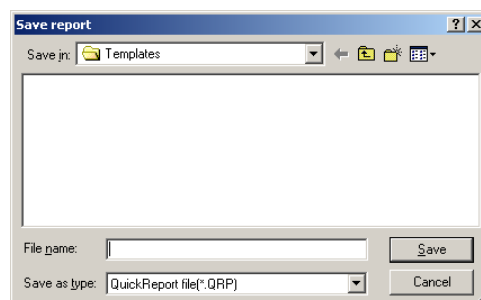 Save report
Save in: Templates
File name:
Save
Save as type: QuickReport file(*.QRP)
Cancel